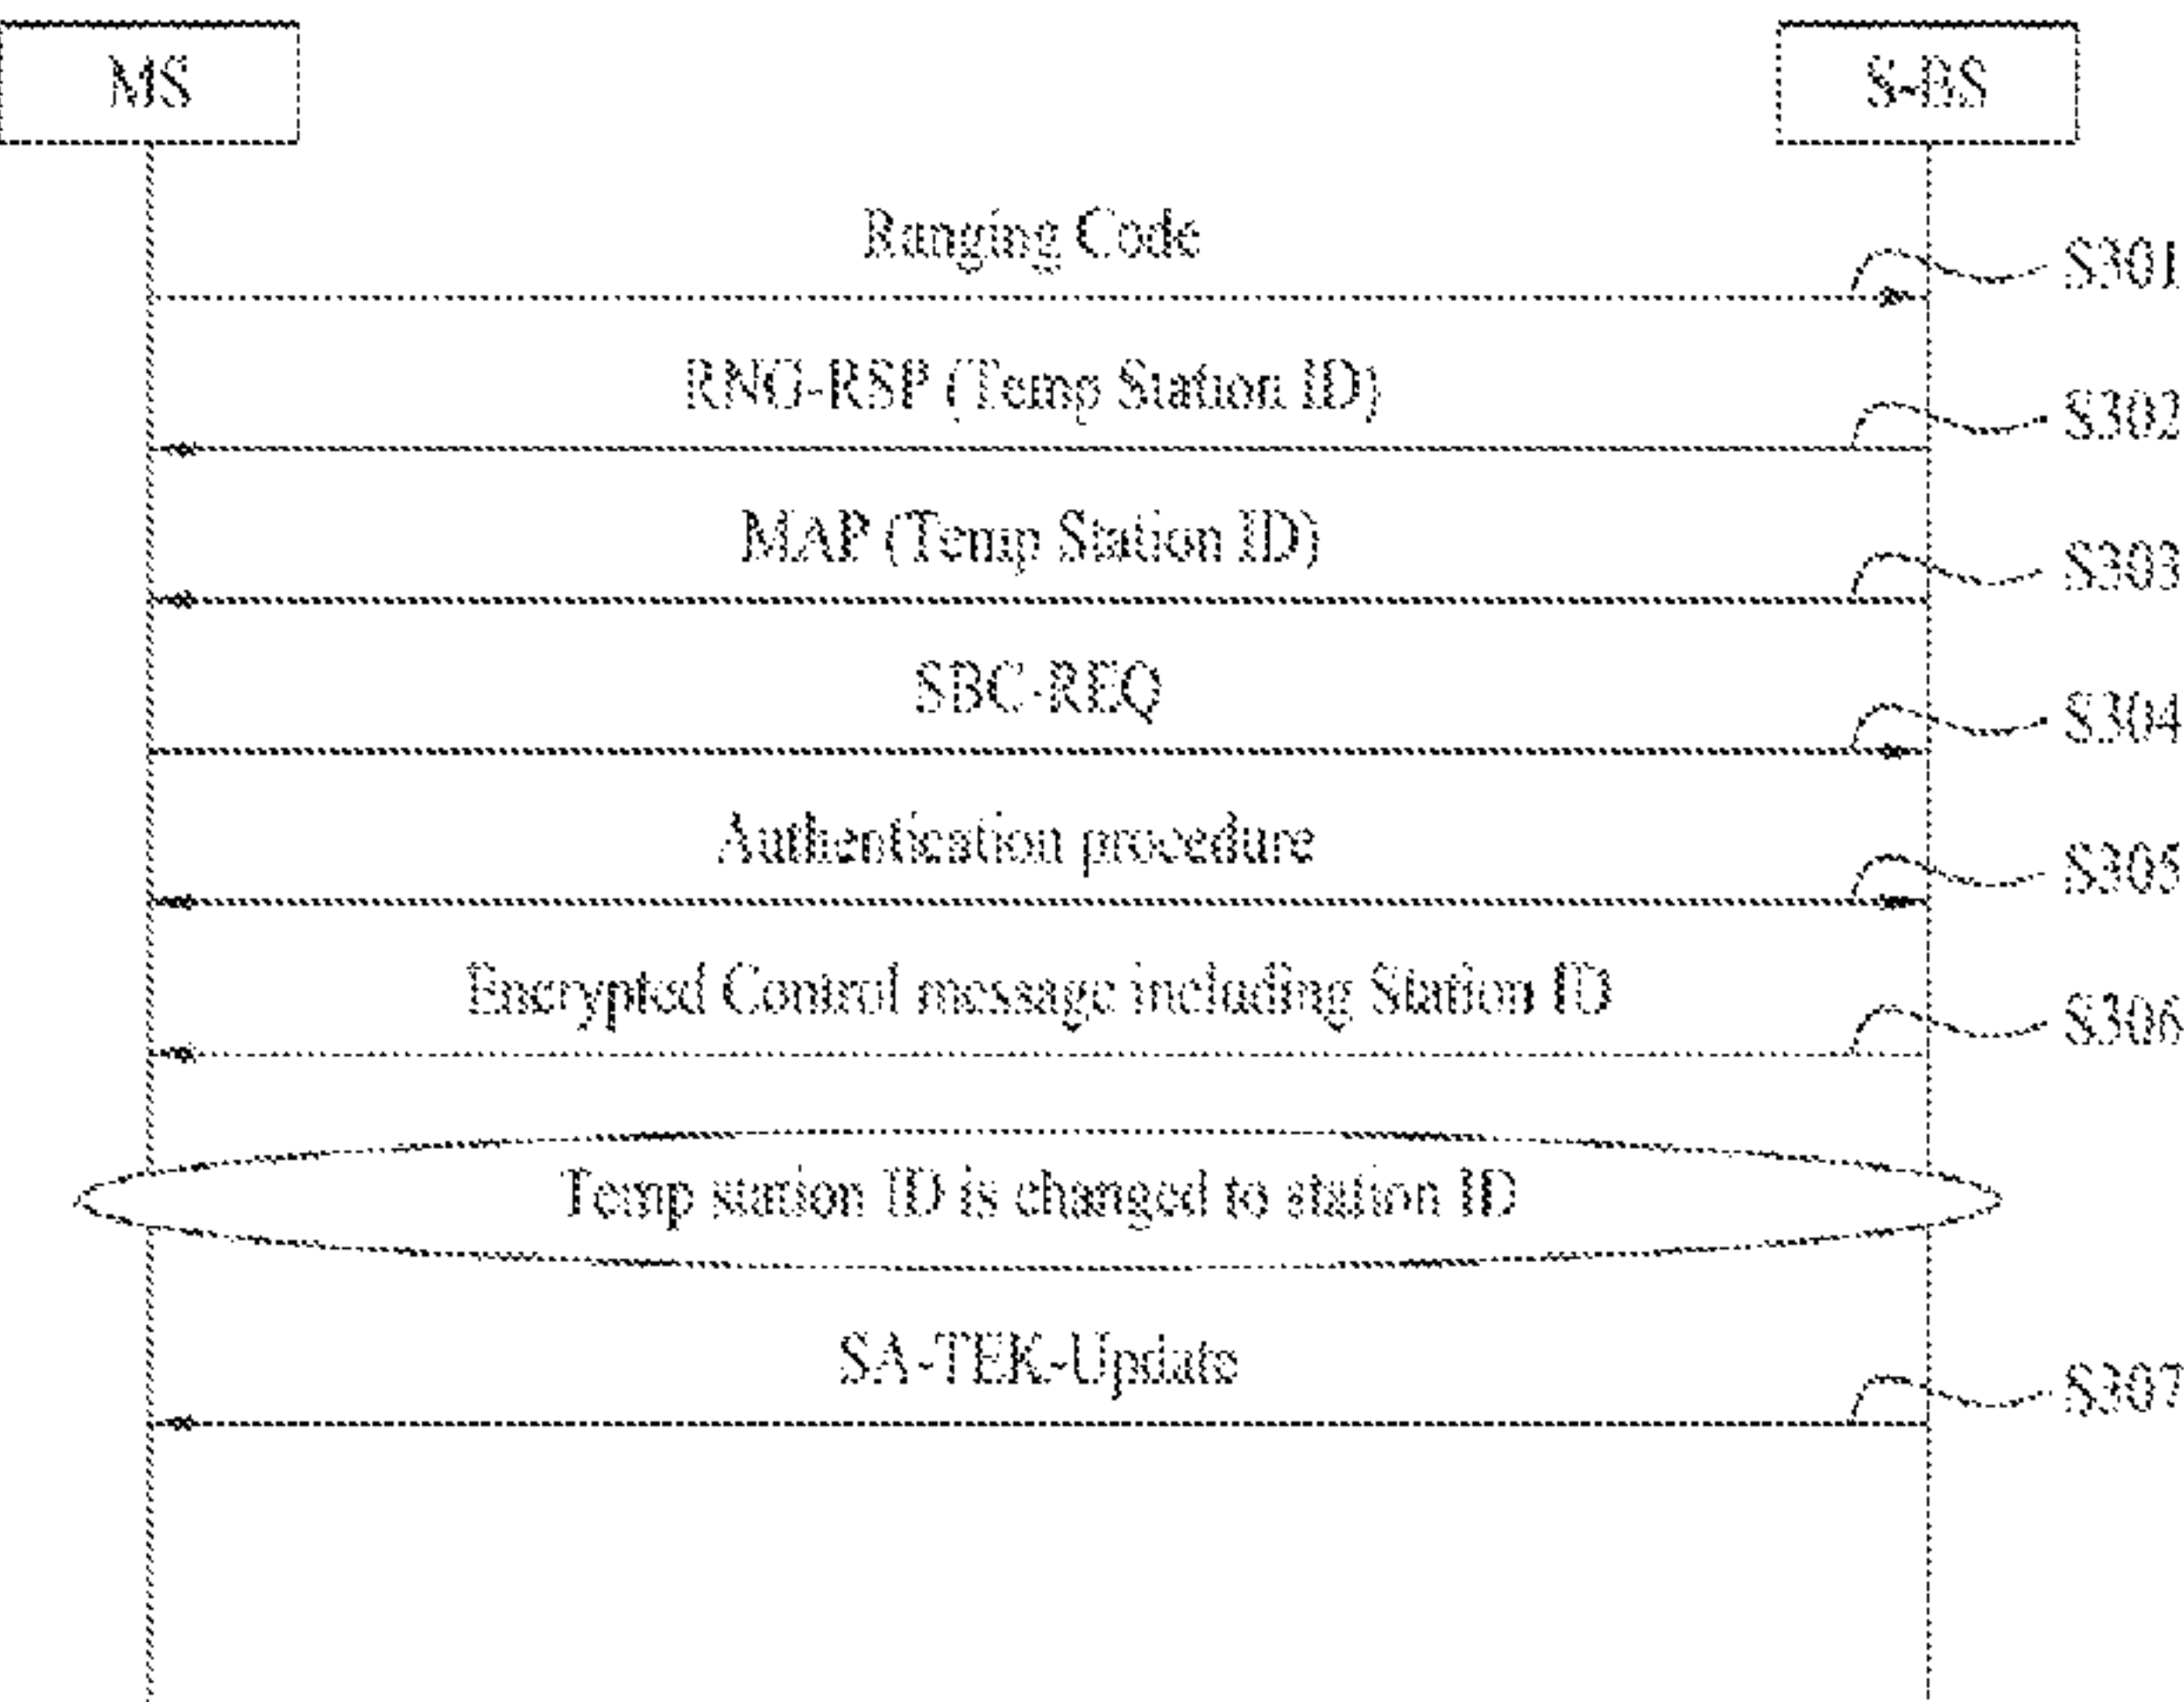 MS
S-BS
Ranging Code
S301
RNG-RSP (Temp Station ID)
S302
MAP (Temp Station ID)
S303
SBC-REQ
S304
Authentication procedure
S305
Encrypted Control message including Station ID
S306
Temp station ID is changed to station ID
SA-TEK-Update
S307